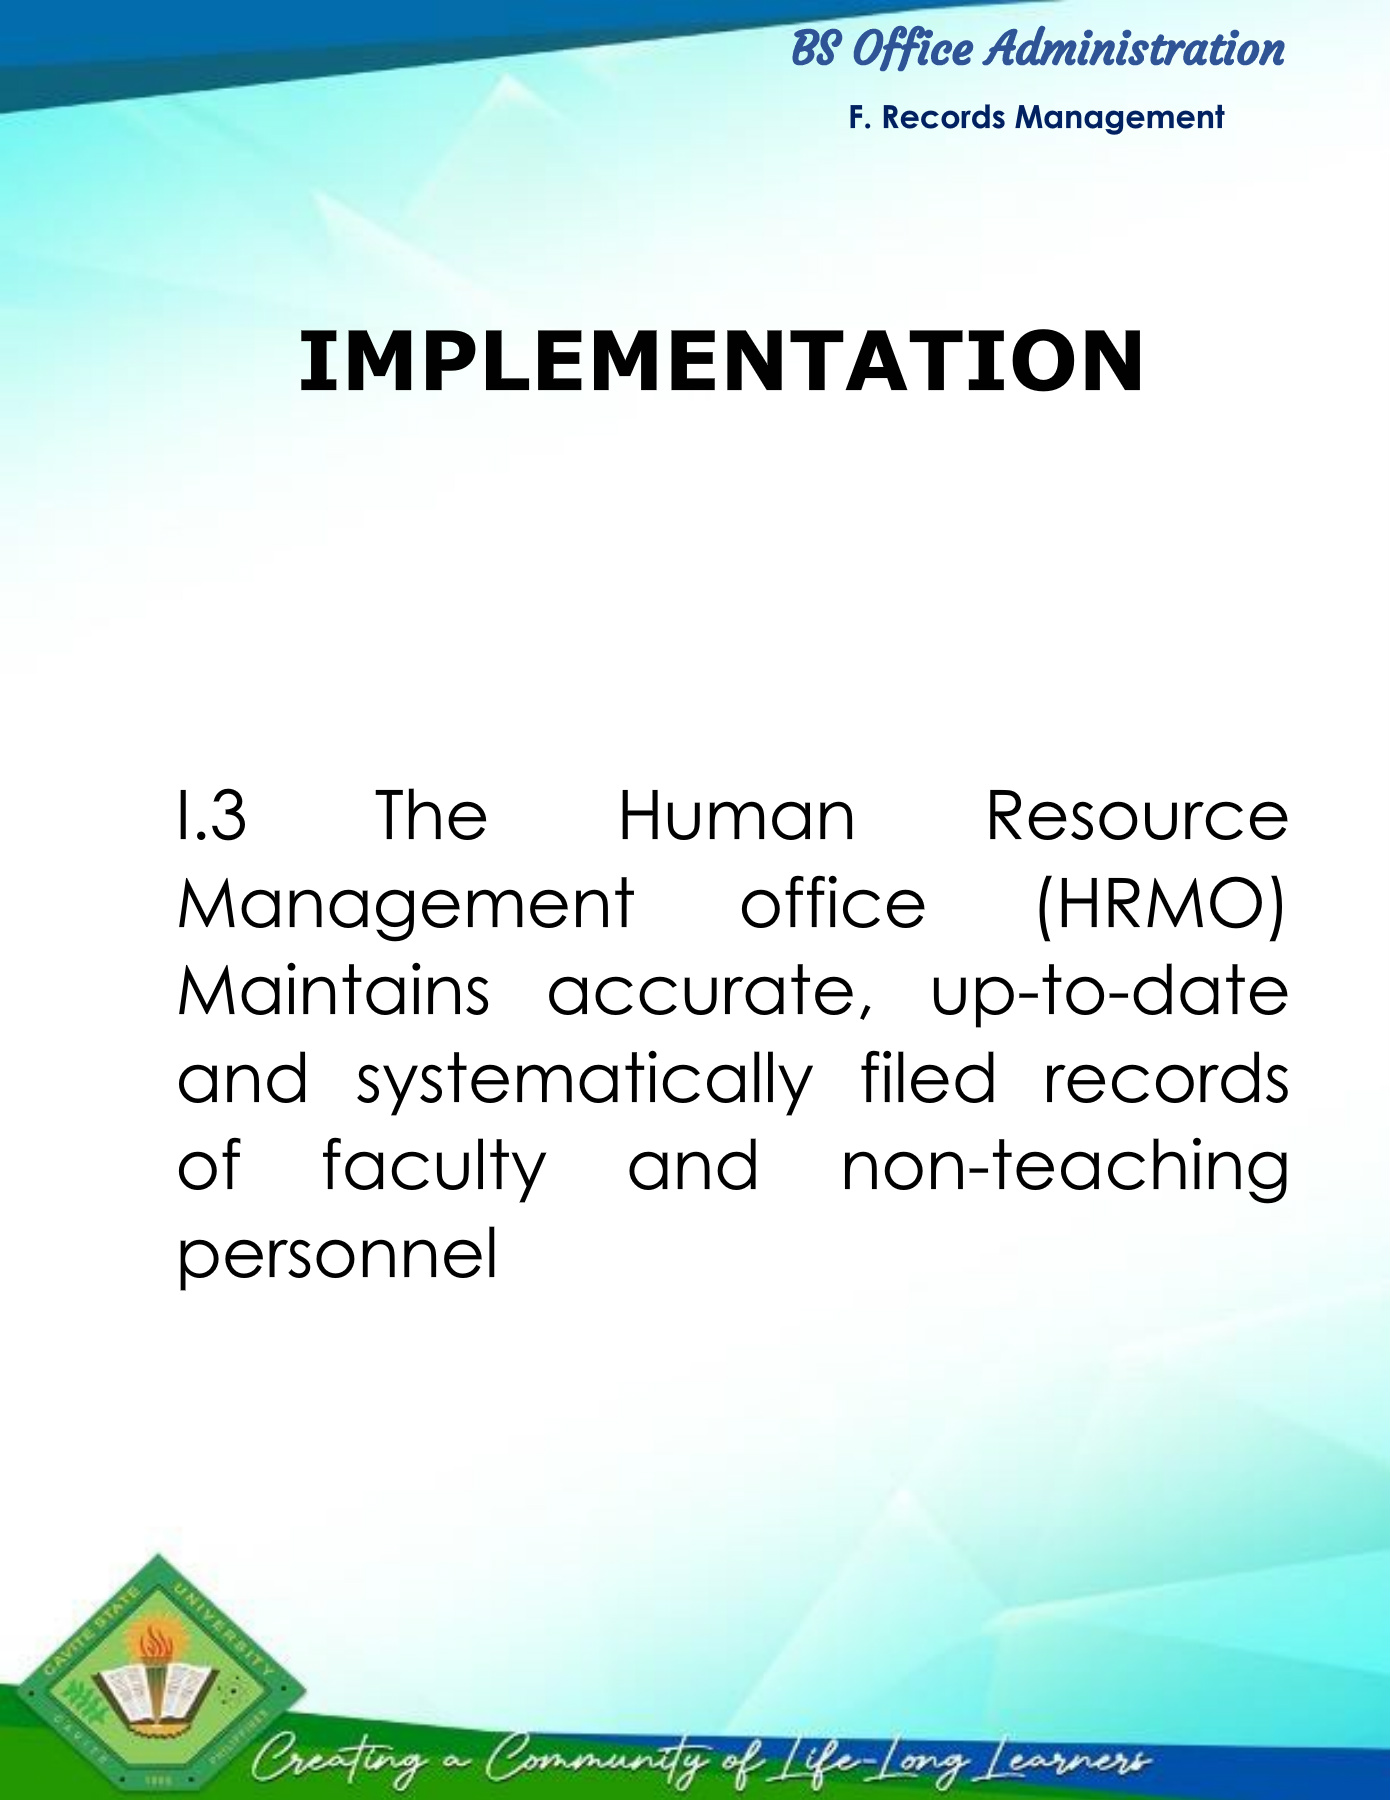 BS Office Administration
F. Records Management
IMPLEMENTATION
I.3 The Human Resource
Management office (HRMO)
Maintains accurate, up-to-date
and systematically filed records
of faculty and non-teaching
personnel
CAVITE STATE UNIVERSITY
CAVITE PHILIPPINES
1906
Creating a Community of Life-Long Learners